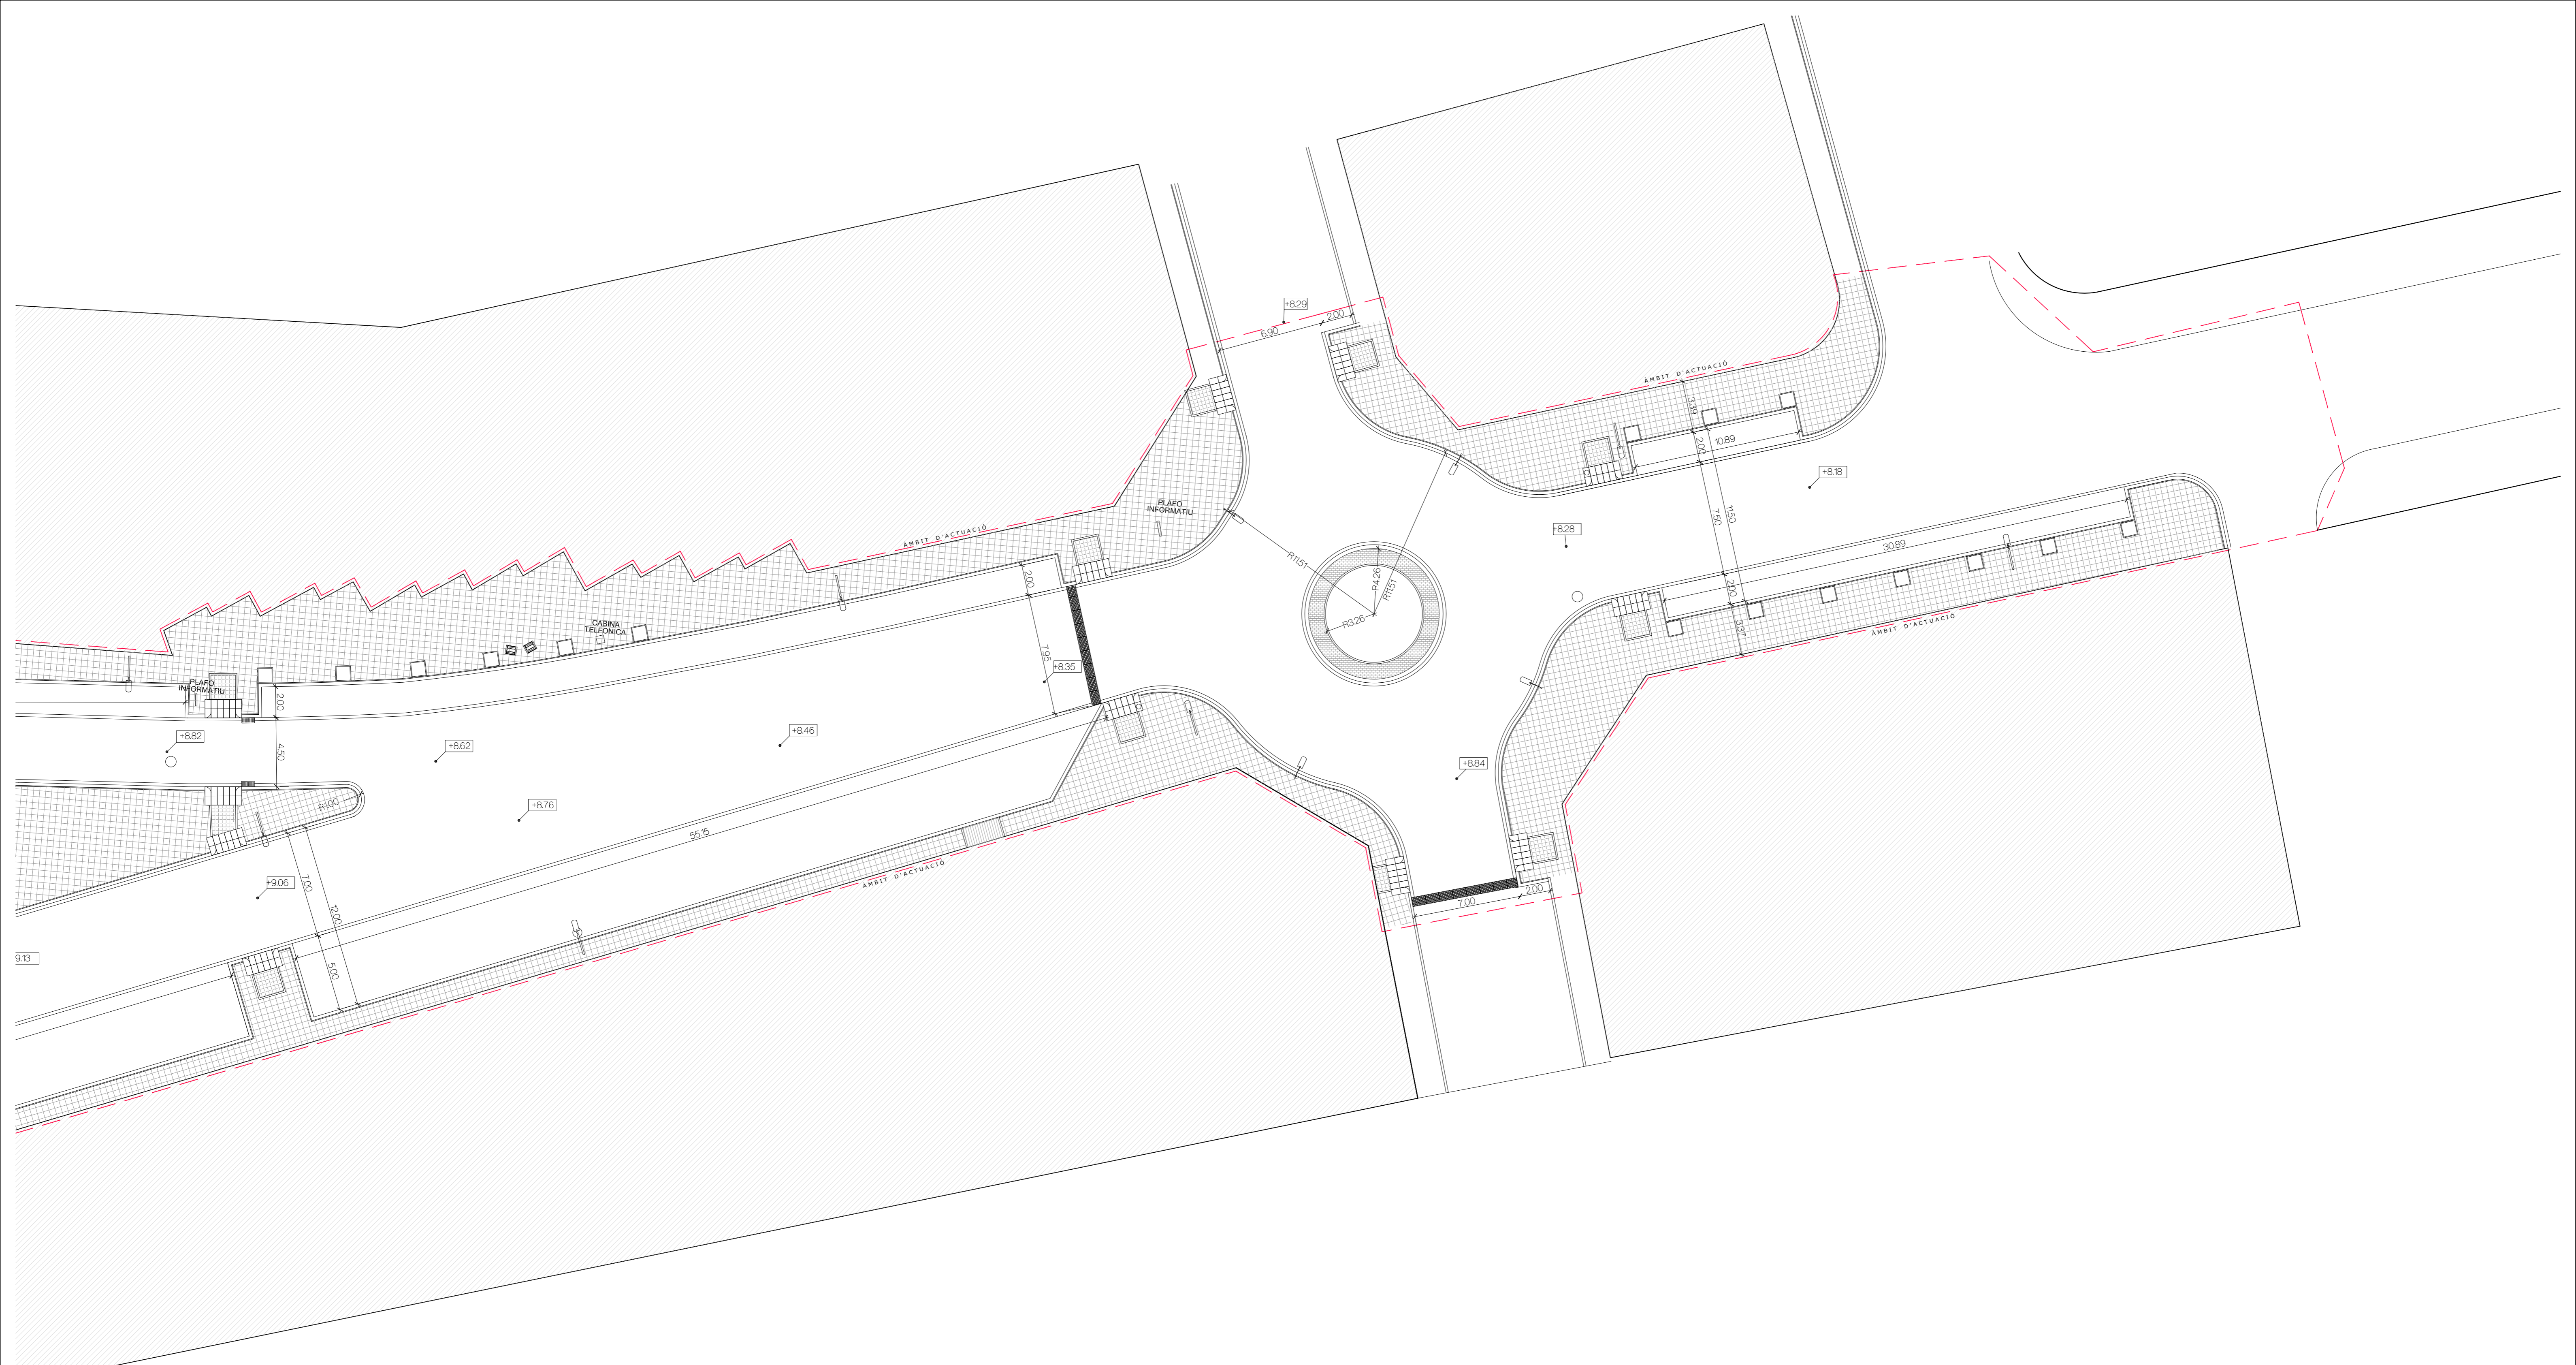 +8.29
2.00
6.90
ÀMBIT D'ACTUACIÓ
3.39
2.00
10.89
+8.18
PLAFO
INFORMATIU
11.50
7.50
+8.28
ÀMBIT D'ACTUACIÓ
30.89
R11.51
R4.26
R11.51
R3.26
2.00
2.00
3.37
ÀMBIT D'ACTUACIÓ
CABINA
TELFONICA
7.95
+8.35
PLAFO
INFORMATIU
2.00
+8.82
4.50
+8.62
+8.46
+8.84
+8.76
R1.00
55.15
ÀMBIT D'ACTUACIÓ
+9.06
7.00
12.00
2.00
7.00
9.13
5.00